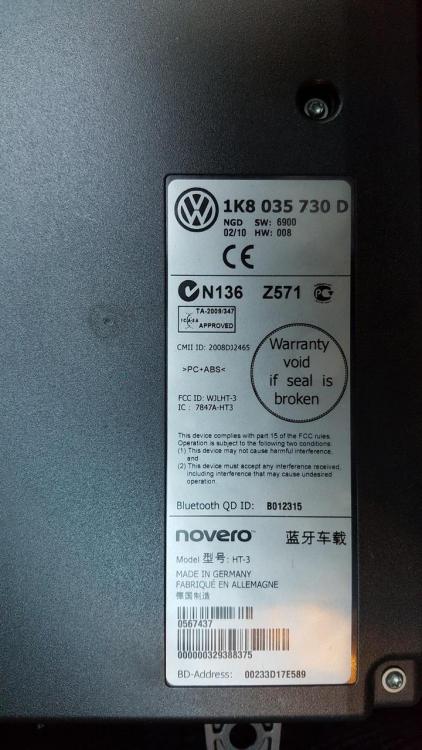 1K8 035 730 D
NGD SW: 6900
02/10 HW: 008
CE
N136 Z571
TA-2009/347
ICASA
APPROVED
CMII ID: 2008DJ2465
>PC+ABS<
Warranty
void
if seal is
broken
FCC ID: WJLHT-3
IC : 7847A-HT3
This device complies with part 15 of the FCC rules.
Operation is subject to the following two conditions:
(1) This device may not cause harmful interference,
and
(2) This device must accept any interference received,
including interference that may cause undesired
operation.
Bluetooth QD ID: B012315
novero™ 蓝牙车载
Model 型号: HT-3
MADE IN GERMANY
FABRIQUÉ EN ALLEMAGNE
德国制造
0567437
000000329388375
BD-Address: 00233D17E589